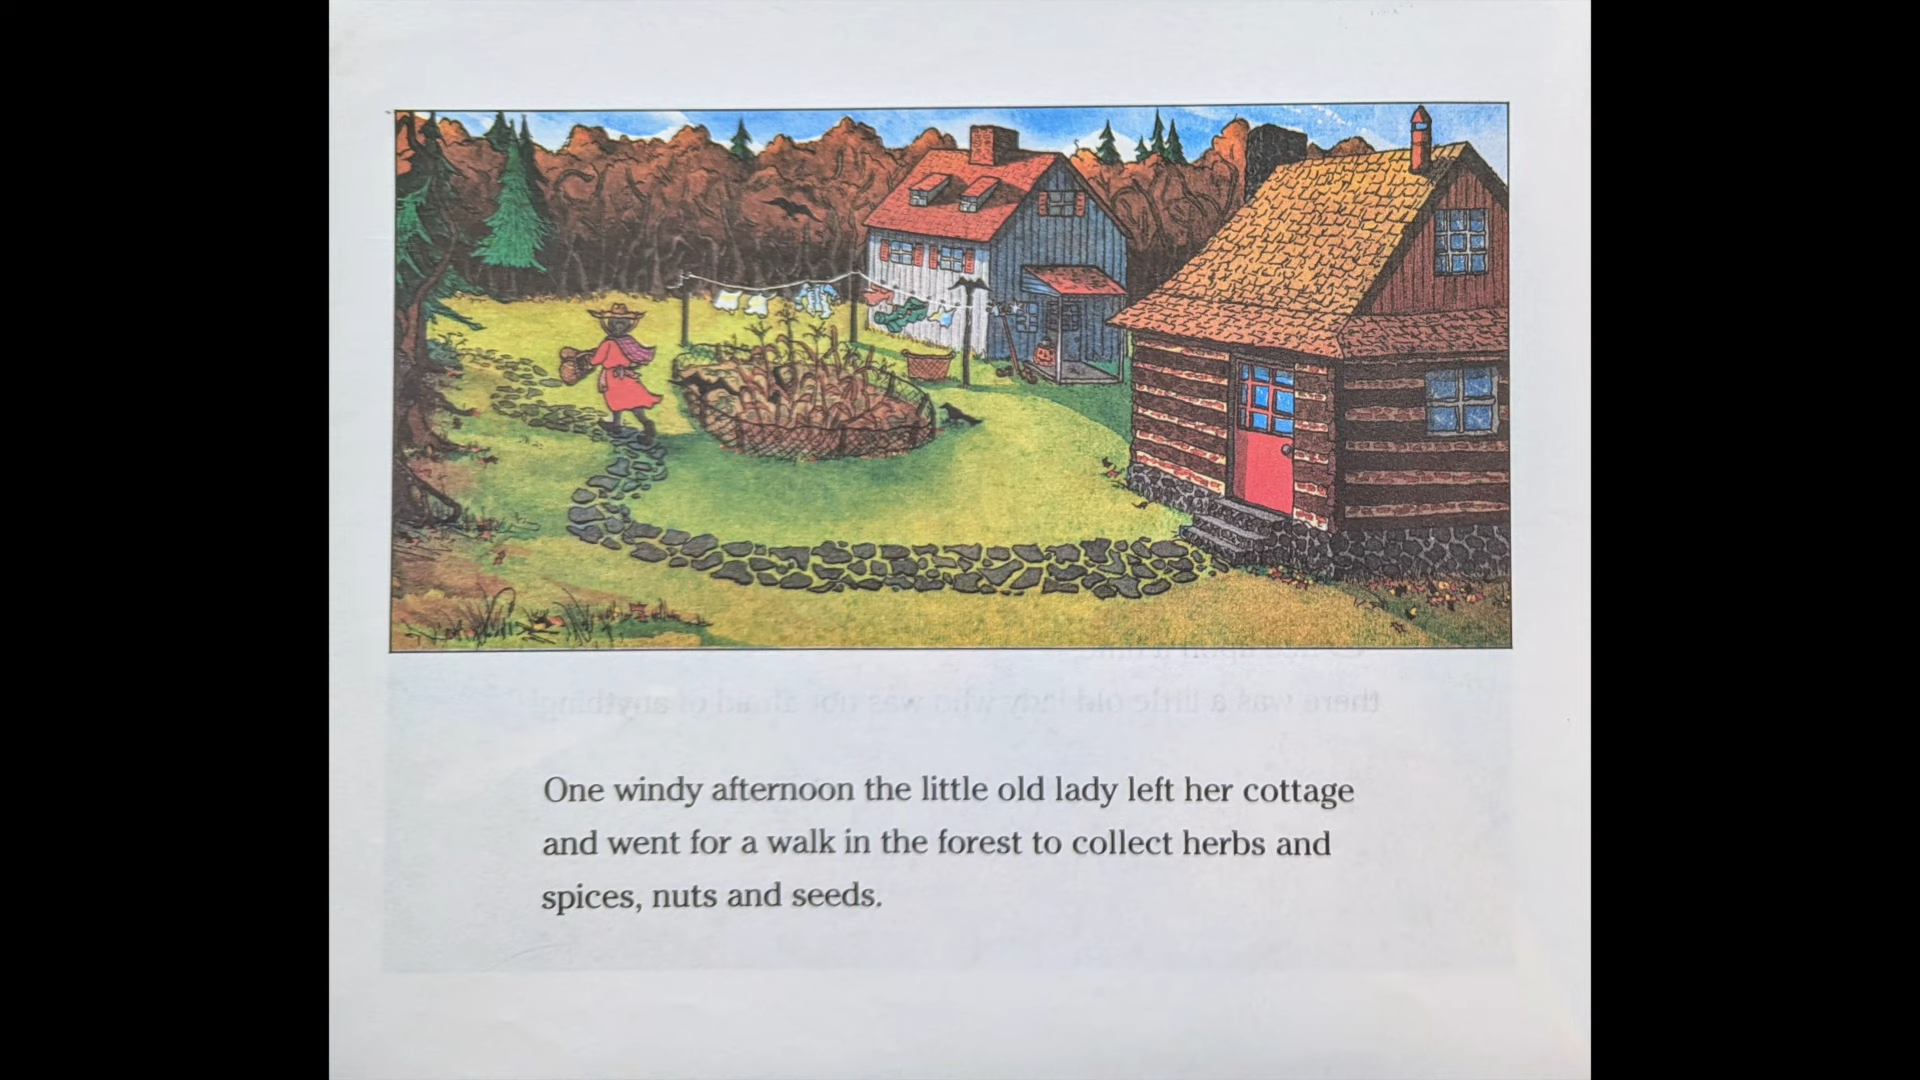 One windy afternoon the little old lady left her cottage
and went for a walk in the forest to collect herbs and
spices, nuts and seeds.